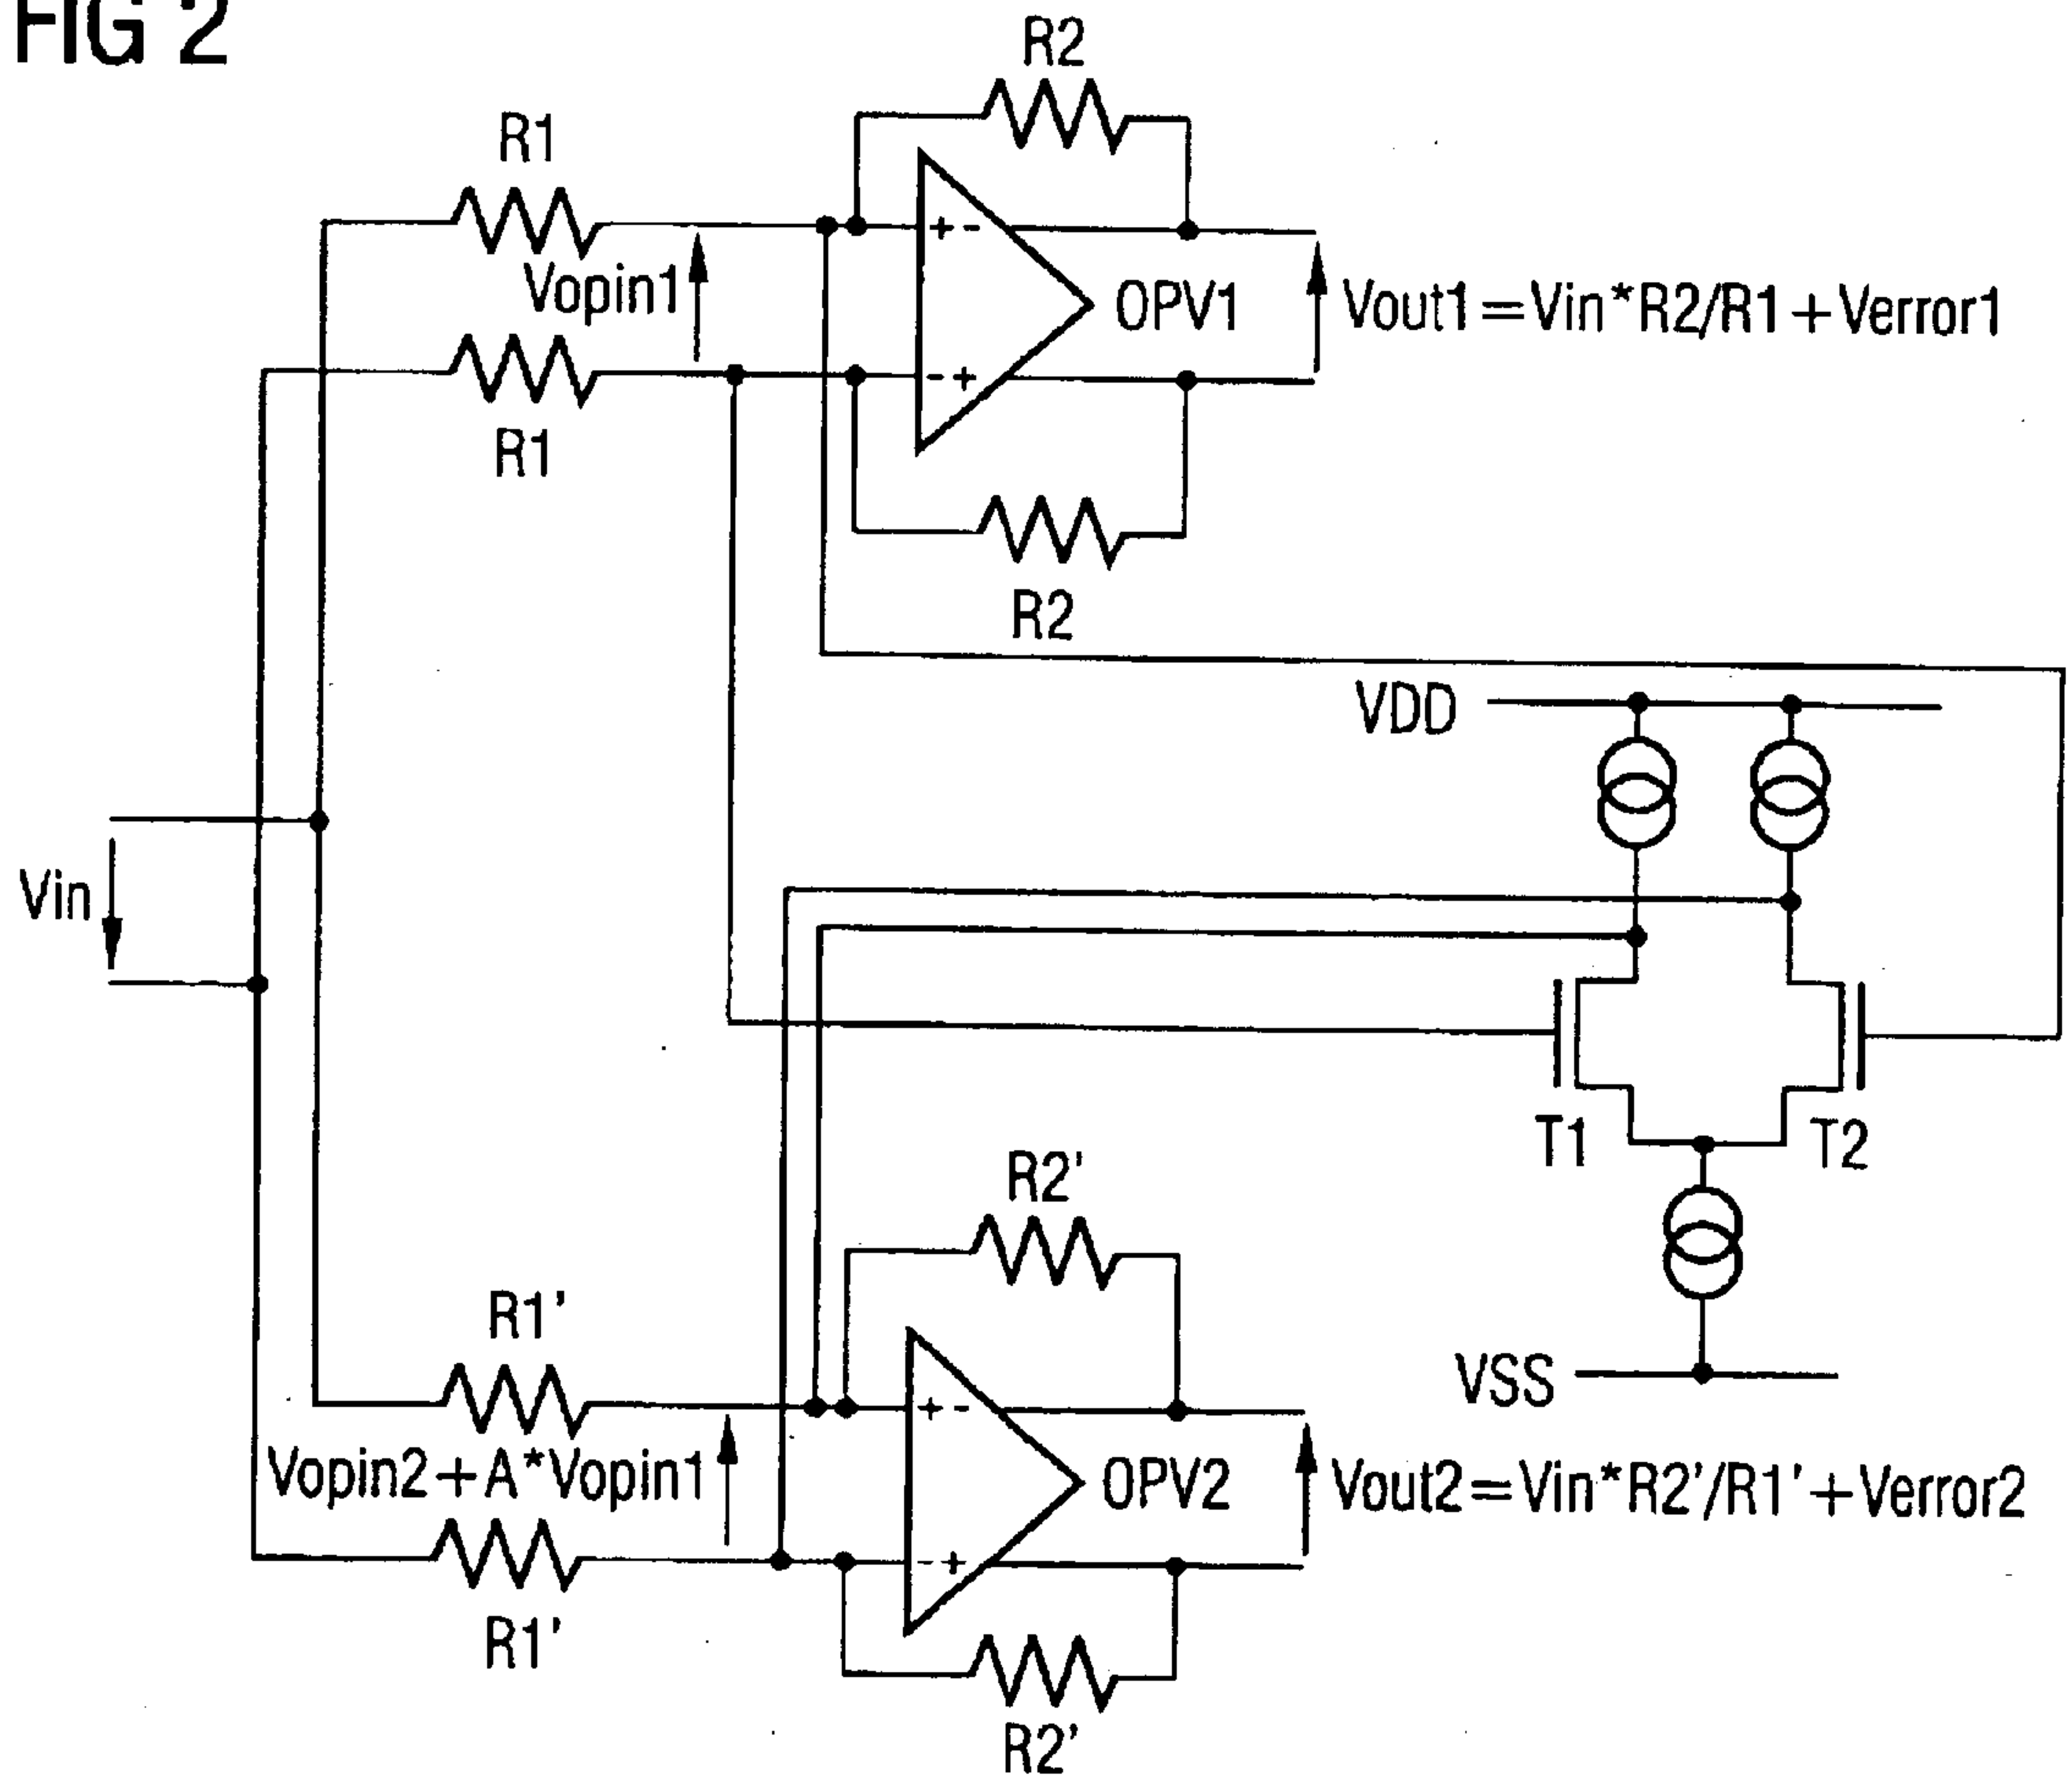 FIG 2
R2
R1
+ -
Vopin1
OPV1
Vout1=Vin*R2/R1+Verror1
- +
R1
R2
VDD
Vin
T1
T2
R2'
R1'
VSS
+ -
Vopin2+A*Vopin1
OPV2
Vout2=Vin*R2'/R1'+Verror2
- +
R1'
R2'